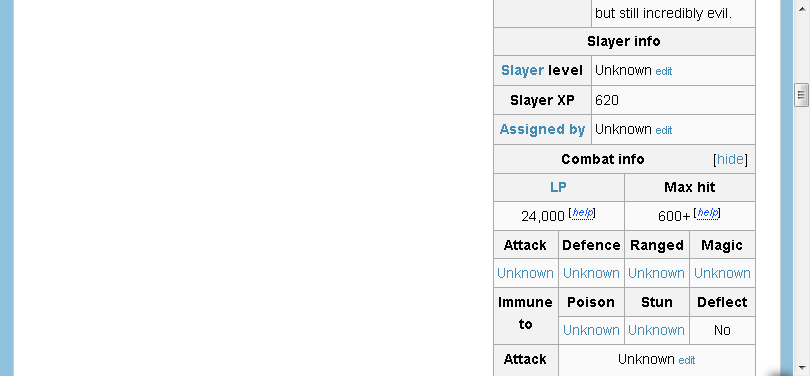 but still incredibly evil.
Slayer info
Slayer level Unknown edit
Slayer XP 620
Assigned by Unknown edit
Combat info [hide]
LP Max hit
24,000 [help] 600+ [help]
Attack Defence Ranged Magic
Unknown Unknown Unknown Unknown
Immune to Poison Stun Deflect
Unknown Unknown No
Attack Unknown edit